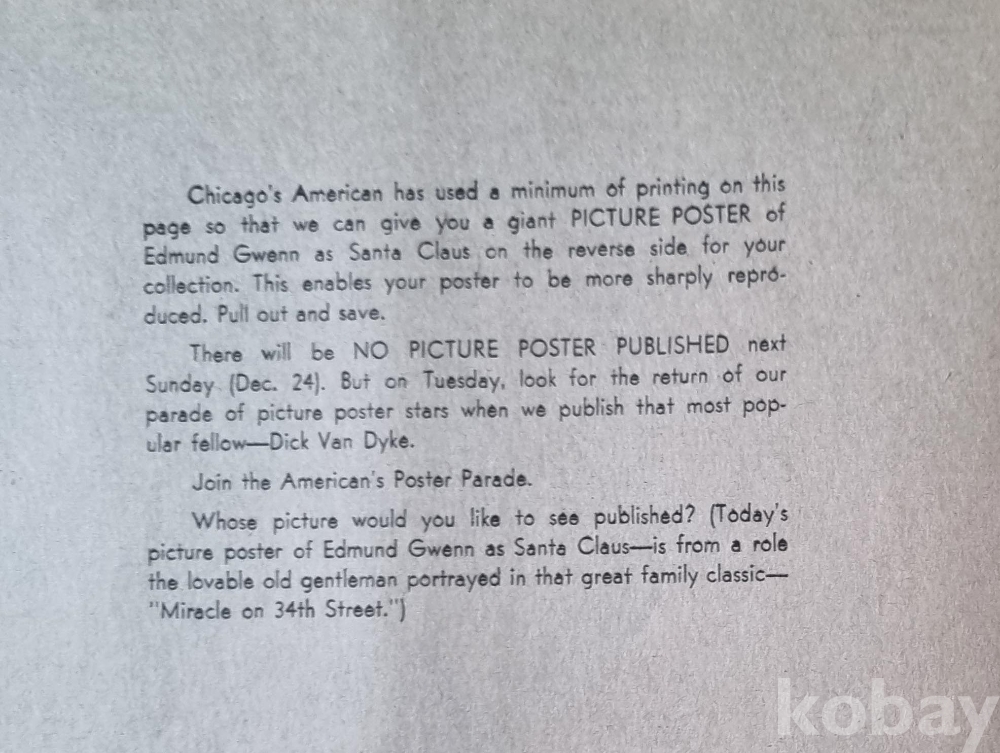 Chicago's American has used a minimum of printing on this
page so that we can give you a giant PICTURE POSTER of
Edmund Gwenn as Santa Claus on the reverse side for your
collection. This enables your poster to be more sharply repro-
duced. Pull out and save.
There will be NO PICTURE POSTER PUBLISHED next
Sunday (Dec. 24). But on Tuesday, look for the return of our
parade of picture poster stars when we publish that most pop-
ular fellow—Dick Van Dyke.
Join the American's Poster Parade.
Whose picture would you like to see published? (Today's
picture poster of Edmund Gwenn as Santa Claus—is from a role
the lovable old gentleman portrayed in that great family classic—
"Miracle on 34th Street.")
kobay